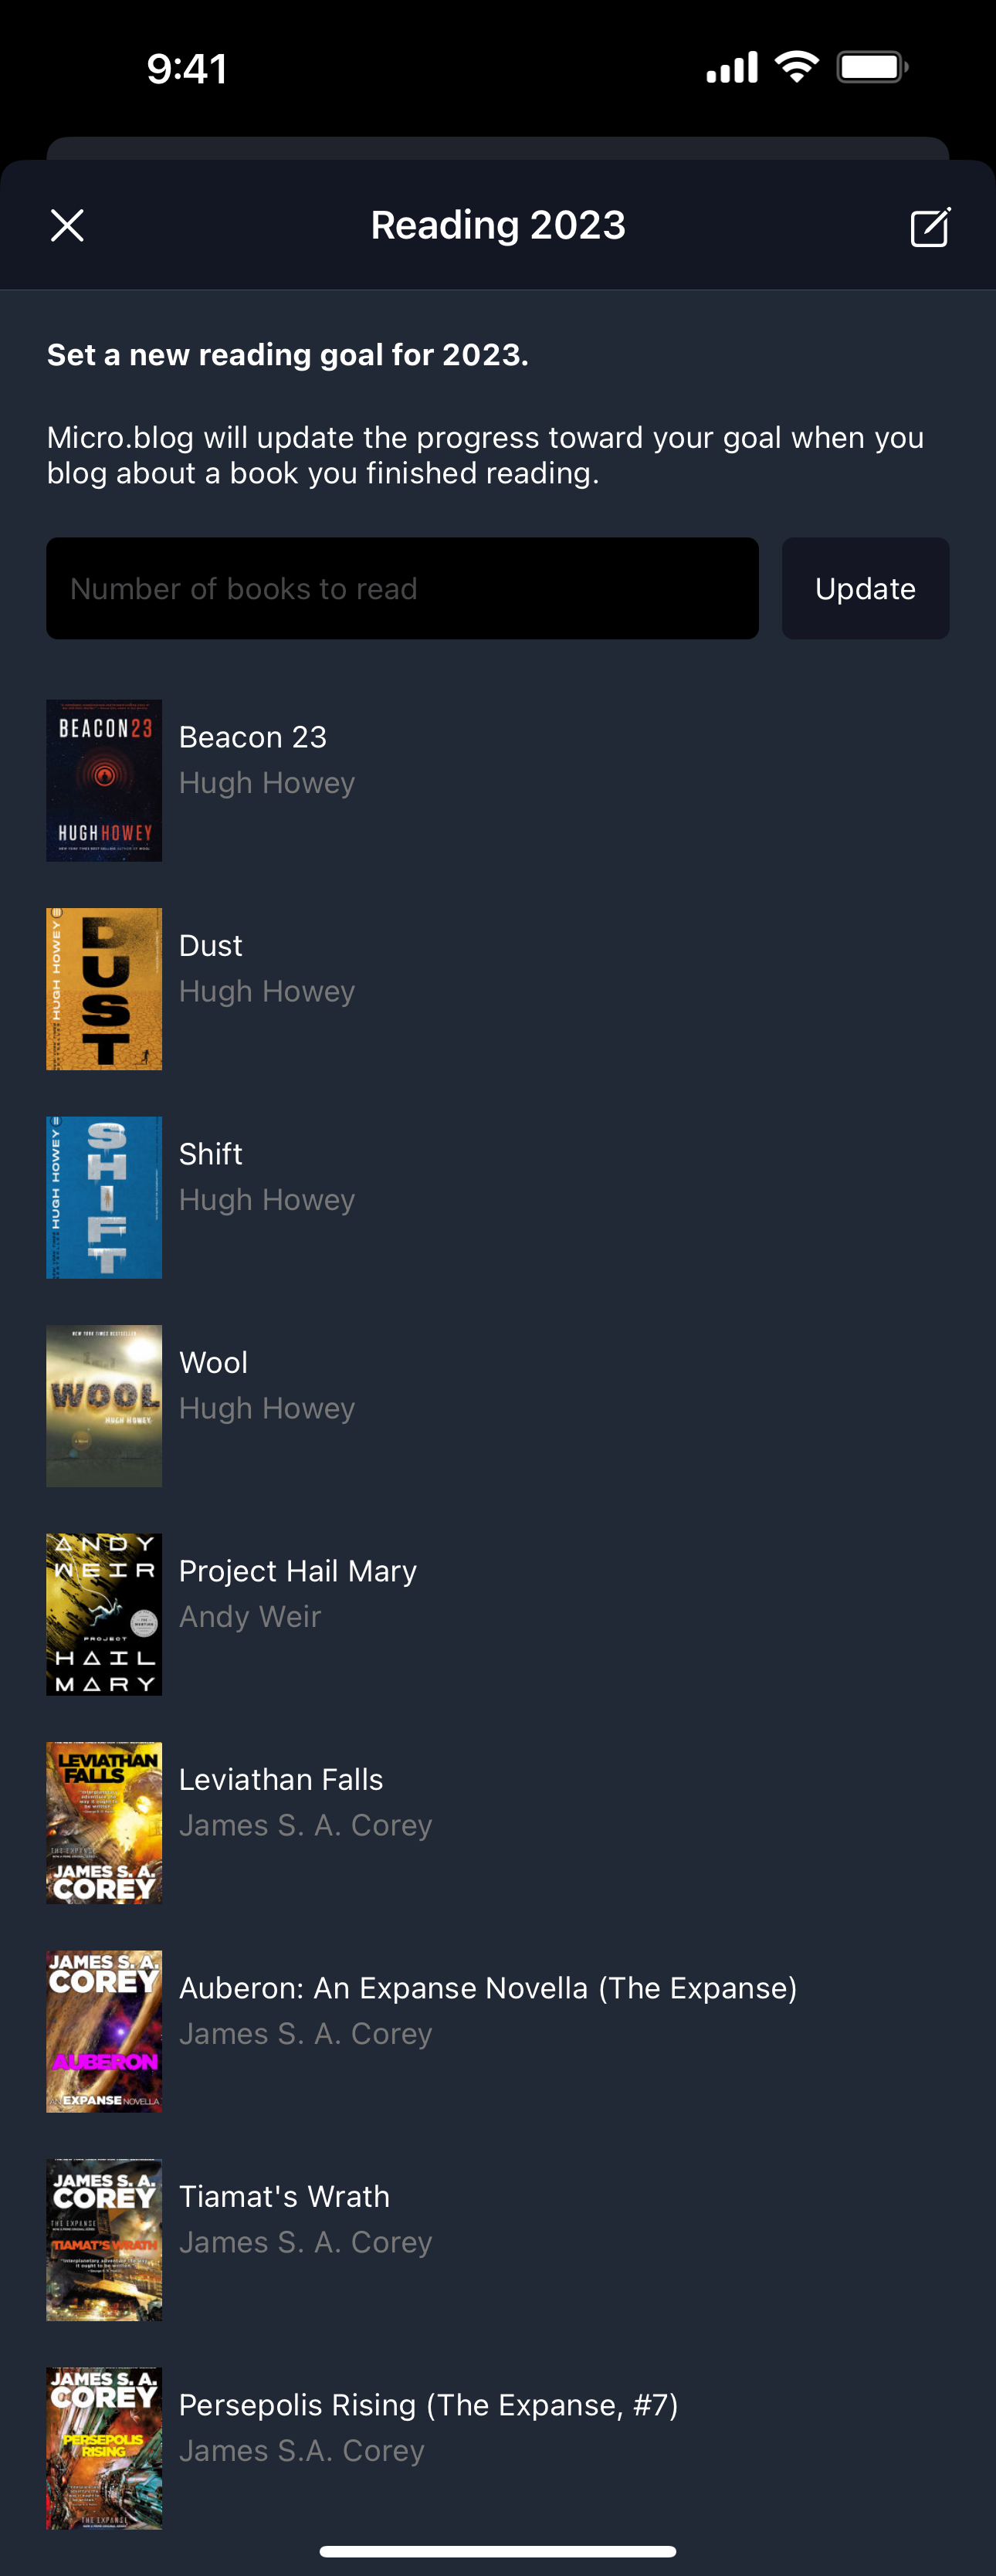 9:41
Reading 2023
Set a new reading goal for 2023.
Micro.blog will update the progress toward your goal when you
blog about a book you finished reading.
Number of books to read
Update
BEACON 23
HUGH HOWEY
Beacon 23
Hugh Howey
HUGH HOWEY
DUST
Dust
Hugh Howey
HUGH HOWEY
SHIFT
Shift
Hugh Howey
NEW YORK TIMES BESTSELLER
WOOL
HUGH HOWEY
Wool
Hugh Howey
ANDY
WEIR
PROJECT
HAIL
MARY
Project Hail Mary
Andy Weir
LEVIATHAN
FALLS
THE EXPANSE
JAMES S. A.
COREY
Leviathan Falls
James S. A. Corey
JAMES S. A.
COREY
AUBERON
AN EXPANSE NOVELLA
Auberon: An Expanse Novella (The Expanse)
James S. A. Corey
JAMES S. A.
COREY
THE EXPANSE
TIAMAT'S WRATH
Tiamat's Wrath
James S. A. Corey
JAMES S. A.
COREY
PERSEPOLIS
RISING
THE EXPANSE
Persepolis Rising (The Expanse, #7)
James S.A. Corey